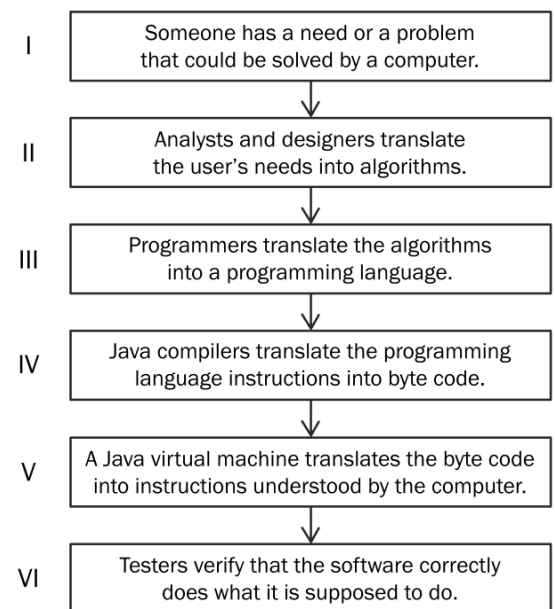 I
Someone has a need or a problem
that could be solved by a computer.
II
Analysts and designers translate
the user's needs into algorithms.
III
Programmers translate the algorithms
into a programming language.
IV
Java compilers translate the programming
language instructions into byte code.
V
A Java virtual machine translates the byte code
into instructions understood by the computer.
VI
Testers verify that the software correctly
does what it is supposed to do.